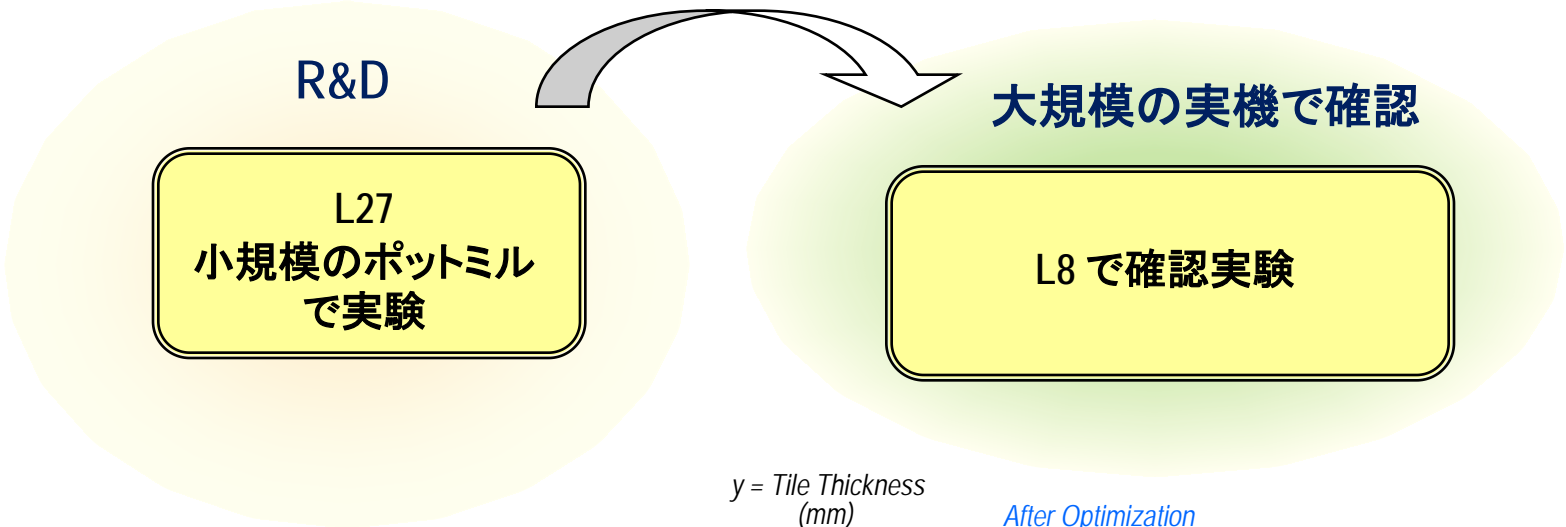 R&D
L27
小規模のポットミル
で実験
大規模の実機で確認
L8 で確認実験
y = Tile Thickness
(mm)
After Optimization